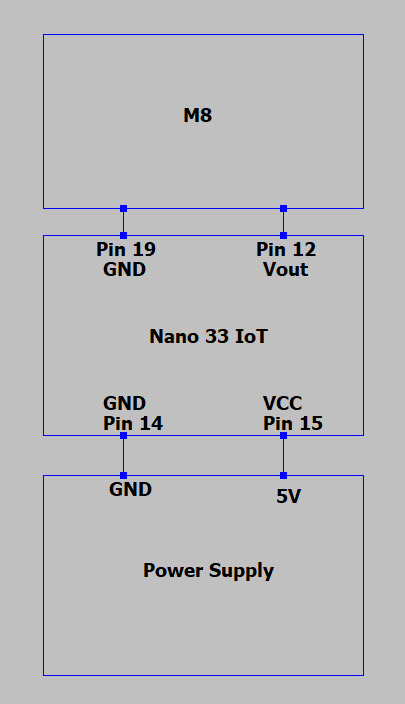 M8
Pin 19 Pin 12
GND Vout
Nano 33 IoT
GND VCC
Pin 14 Pin 15
GND 5V
Power Supply